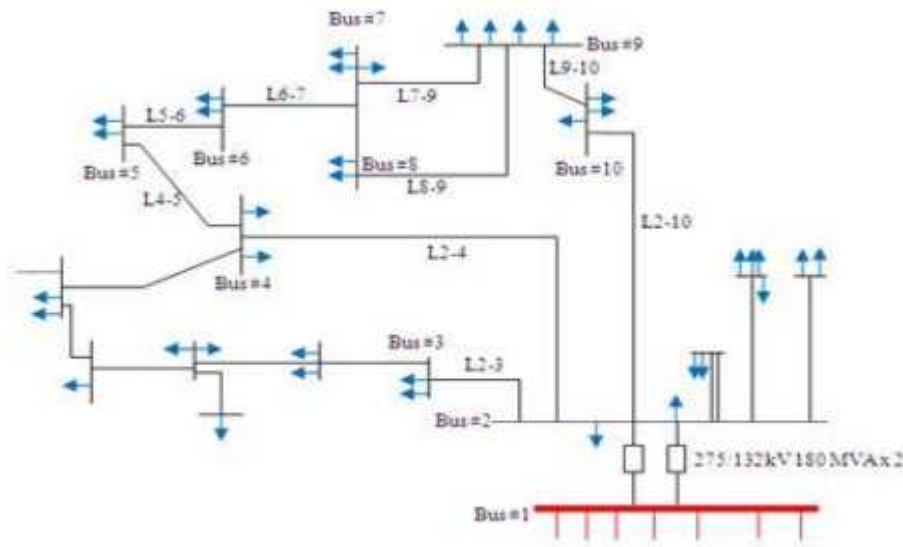 Bus=7
Bus=9
L9-10
L7-9
L6-7
L5-6
Bus=8
Bus=10
Bus=5
Bus=6
L8-9
L4-5
L2-10
L2-4
Bus=4
Bus=3
L2-3
Bus=2
275/132kV 180 MVAx2
Bus=1